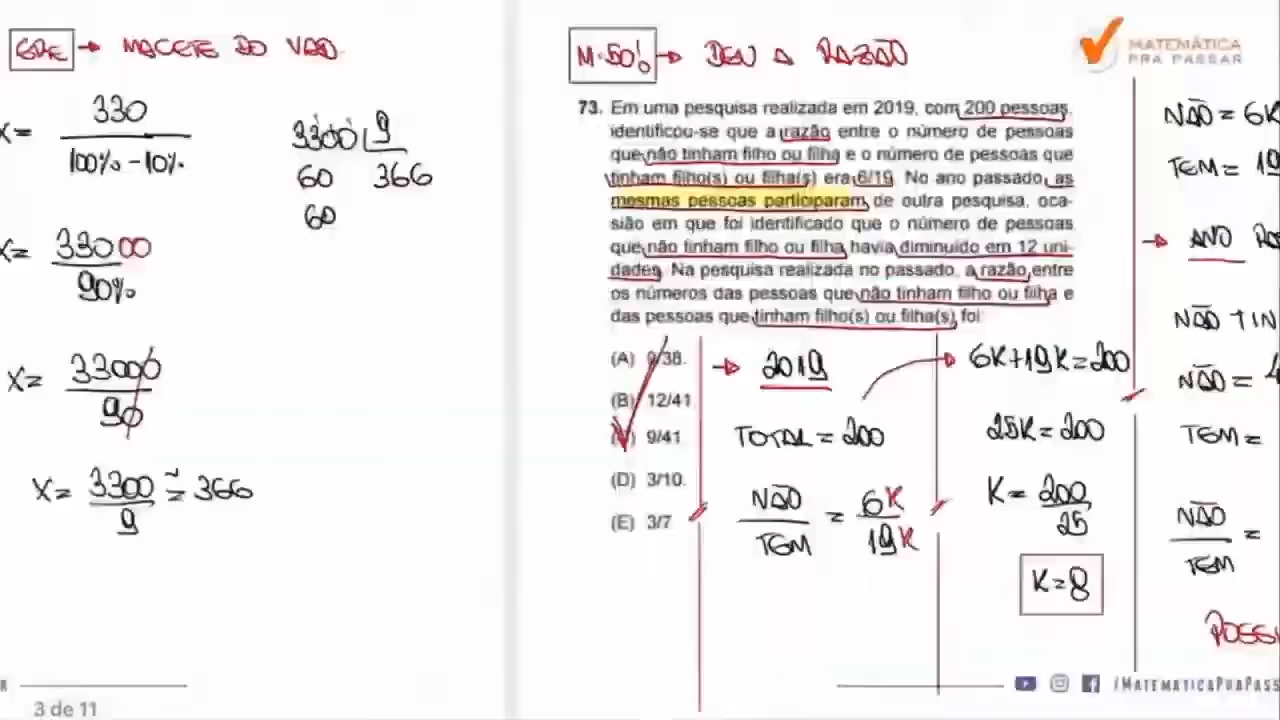 GRE → MACETE DO VAO
X = 330
100% - 10%
3300 9
60 366
60
X = 33000
90%
X = 33000
90
X = 3300 ≅ 366
9
3 de 11
M.50! → DEU A RAZÃO
MATEMÁTICA
PRA PASSAR
73. Em uma pesquisa realizada em 2019, com 200 pessoas,
identificou-se que a razão entre o número de pessoas
que não tinham filho ou filha e o número de pessoas que
tinham filho(s) ou filha(s) era 6/19. No ano passado, as
mesmas pessoas participaram de outra pesquisa, oca-
sião em que foi identificado que o número de pessoas
que não tinham filho ou filha havia diminuído em 12 uni-
dades. Na pesquisa realizada no passado, a razão entre
os números das pessoas que não tinham filho ou filha e
das pessoas que tinham filho(s) ou filha(s), foi
(A) 9/38.
(B) 12/41
9/41
(D) 3/10.
(E) 3/7
→ 2019
TOTAL = 200
NÃO = 6K
TEM 19K
→ 6K+19K=200
25K=200
K = 200
25
K=8
NÃO = 6K
TEM = 19
→ ANO
NÃO TIN
NÃO = 4
TEM =
NÃO =
TEM
POSSI
/MATEMATICAPRAPASS